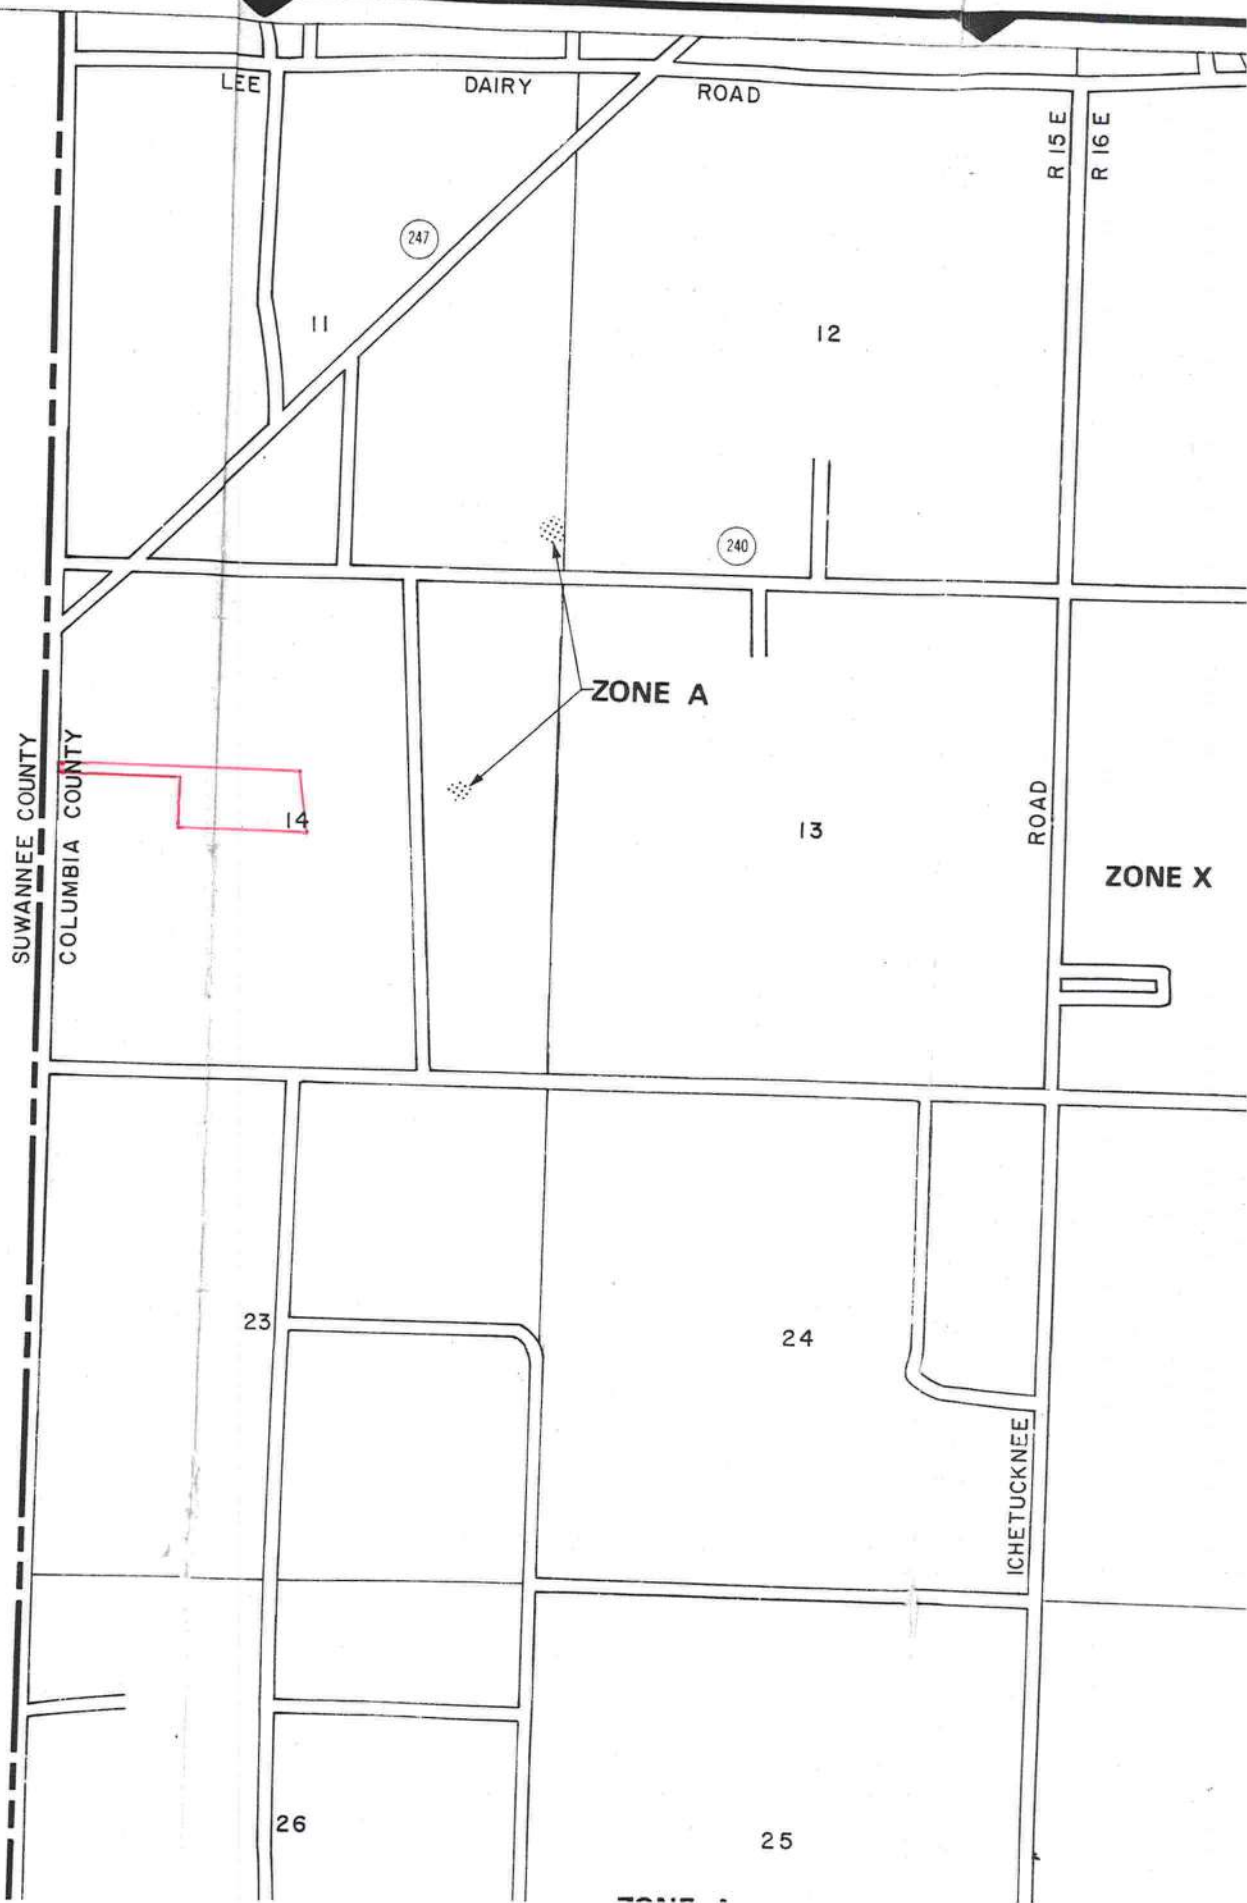 LEE DAIRY ROAD
R 15 E
R 16 E
247
11
12
240
ZONE A
SUWANNEE COUNTY
COLUMBIA COUNTY
14
13
ROAD
ZONE X
23
24
ICHETUCKNEE
26
25